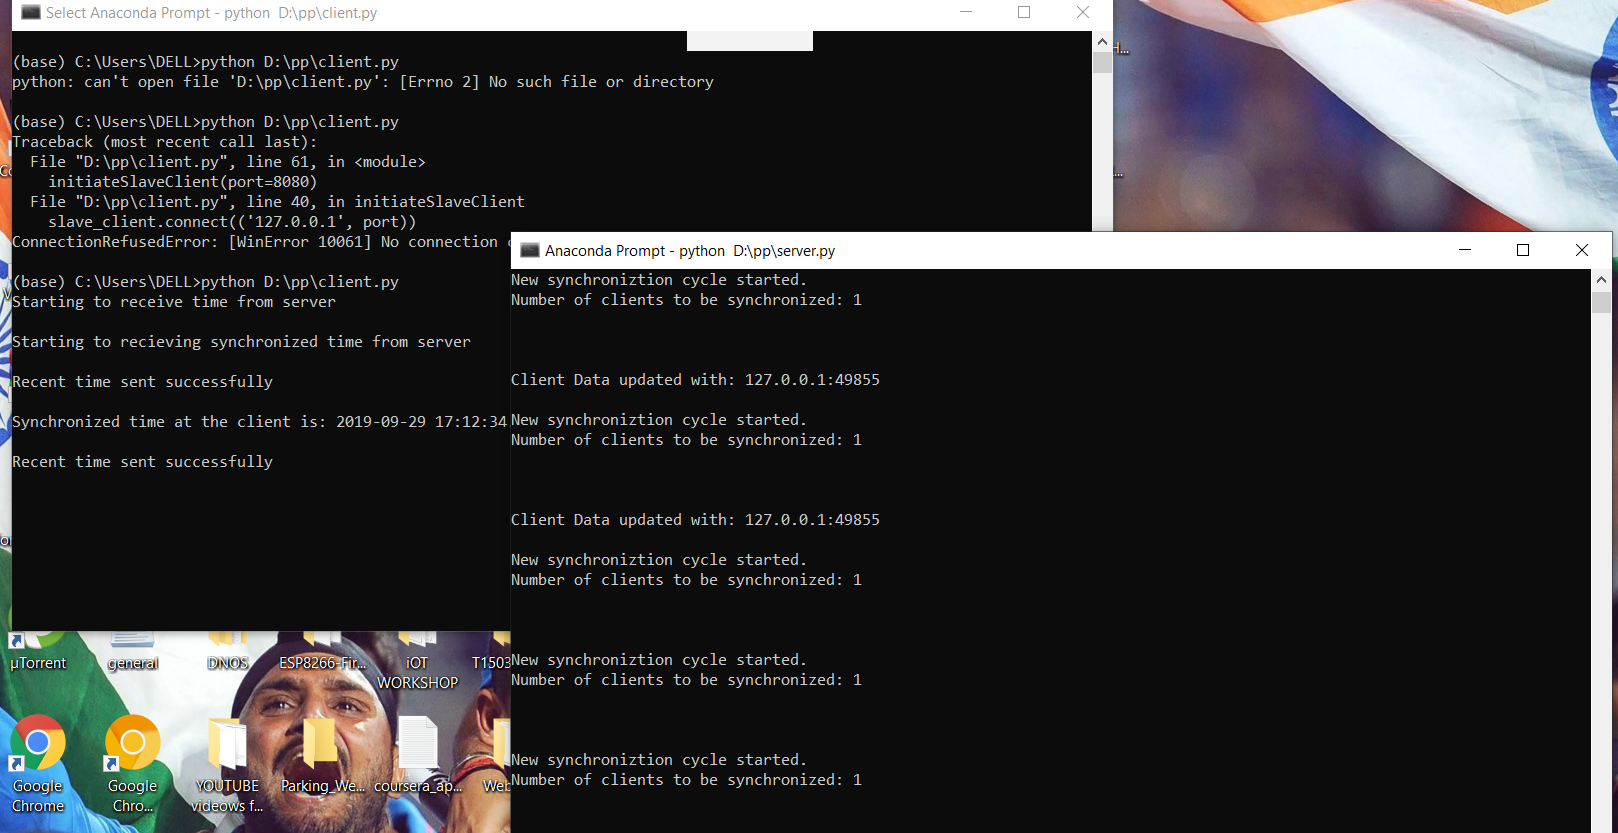 Select Anaconda Prompt - python  D:\pp\client.py
(base) C:\Users\DELL>python D:\pp\client.py
python: can't open file 'D:\pp\client.py': [Errno 2] No such file or directory
(base) C:\Users\DELL>python D:\pp\client.py
Traceback (most recent call last):
  File "D:\pp\client.py", line 61, in <module>
    initiateSlaveClient(port=8080)
  File "D:\pp\client.py", line 40, in initiateSlaveClient
    slave_client.connect(('127.0.0.1', port))
ConnectionRefusedError: [WinError 10061] No connection
(base) C:\Users\DELL>python D:\pp\client.py
Starting to receive time from server
Starting to recieving synchronized time from server
Recent time sent successfully
Synchronized time at the client is: 2019-09-29 17:12:34
Recent time sent successfully
Anaconda Prompt - python  D:\pp\server.py
New synchroniztion cycle started.
Number of clients to be synchronized: 1
Client Data updated with: 127.0.0.1:49855
New synchroniztion cycle started.
Number of clients to be synchronized: 1
Client Data updated with: 127.0.0.1:49855
New synchroniztion cycle started.
Number of clients to be synchronized: 1
New synchroniztion cycle started.
Number of clients to be synchronized: 1
New synchroniztion cycle started.
Number of clients to be synchronized: 1
µTorrent
general
DNOS
ESP8266-Fir...
iOT
WORKSHOP
T1503
Google
Chrome
Google
Chro...
YOUTUBE
videows f...
Parking_We...
coursera_ap...
Web